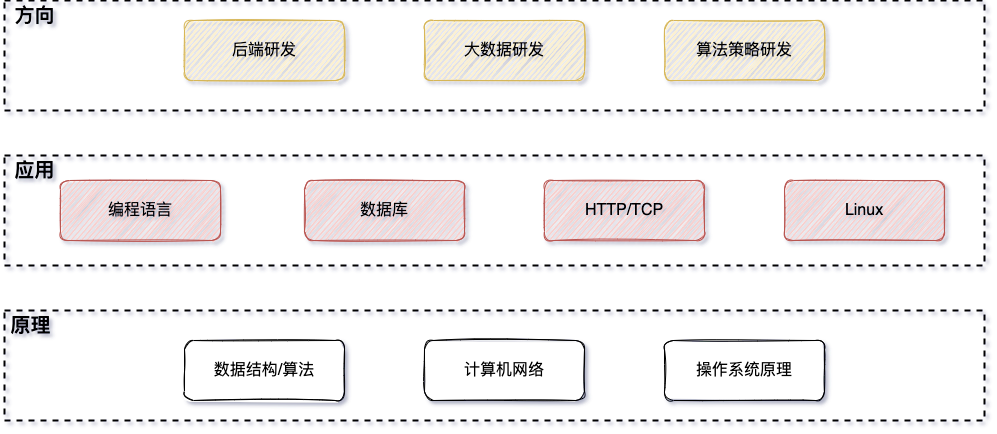 方向
后端研发
大数据研发
算法策略研发
应用
编程语言
数据库
HTTP/TCP
Linux
原理
数据结构/算法
计算机网络
操作系统原理